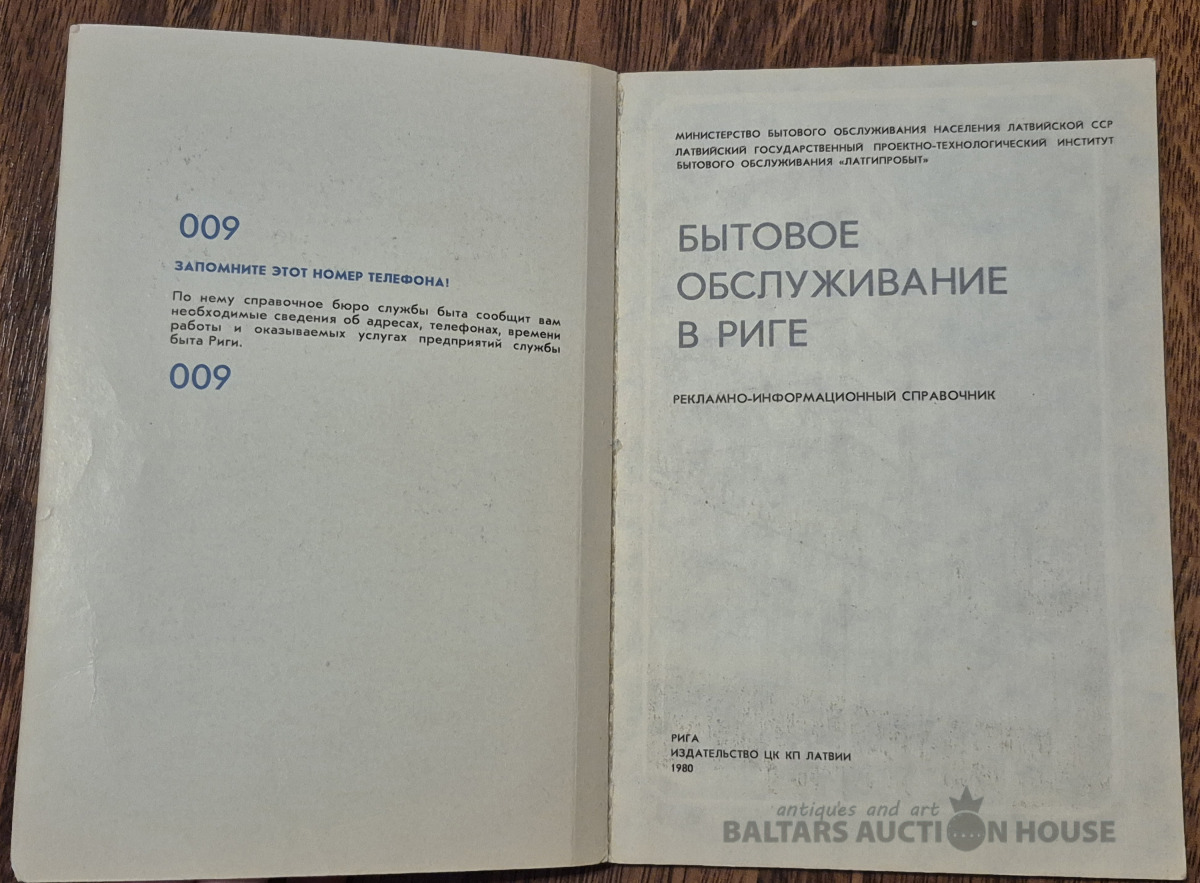 009
ЗАПОМНИТЕ ЭТОТ НОМЕР ТЕЛЕФОНА!
По нему справочное бюро службы быта сообщит вам
необходимые сведения об адресах, телефонах, времени
работы и оказываемых услугах предприятий службы
быта Риги.
009
МИНИСТЕРСТВО БЫТОВОГО ОБСЛУЖИВАНИЯ НАСЕЛЕНИЯ ЛАТВИЙСКОЙ ССР
ЛАТВИЙСКИЙ ГОСУДАРСТВЕННЫЙ ПРОЕКТНО-ТЕХНОЛОГИЧЕСКИЙ ИНСТИТУТ
БЫТОВОГО ОБСЛУЖИВАНИЯ «ЛАТГИПРОБЫТ»
БЫТОВОЕ
ОБСЛУЖИВАНИЕ
В РИГЕ
РЕКЛАМНО-ИНФОРМАЦИОННЫЙ СПРАВОЧНИК
РИГА
ИЗДАТЕЛЬСТВО ЦК КП ЛАТВИИ
1980
antiques and art
BALTARS AUCTION HOUSE